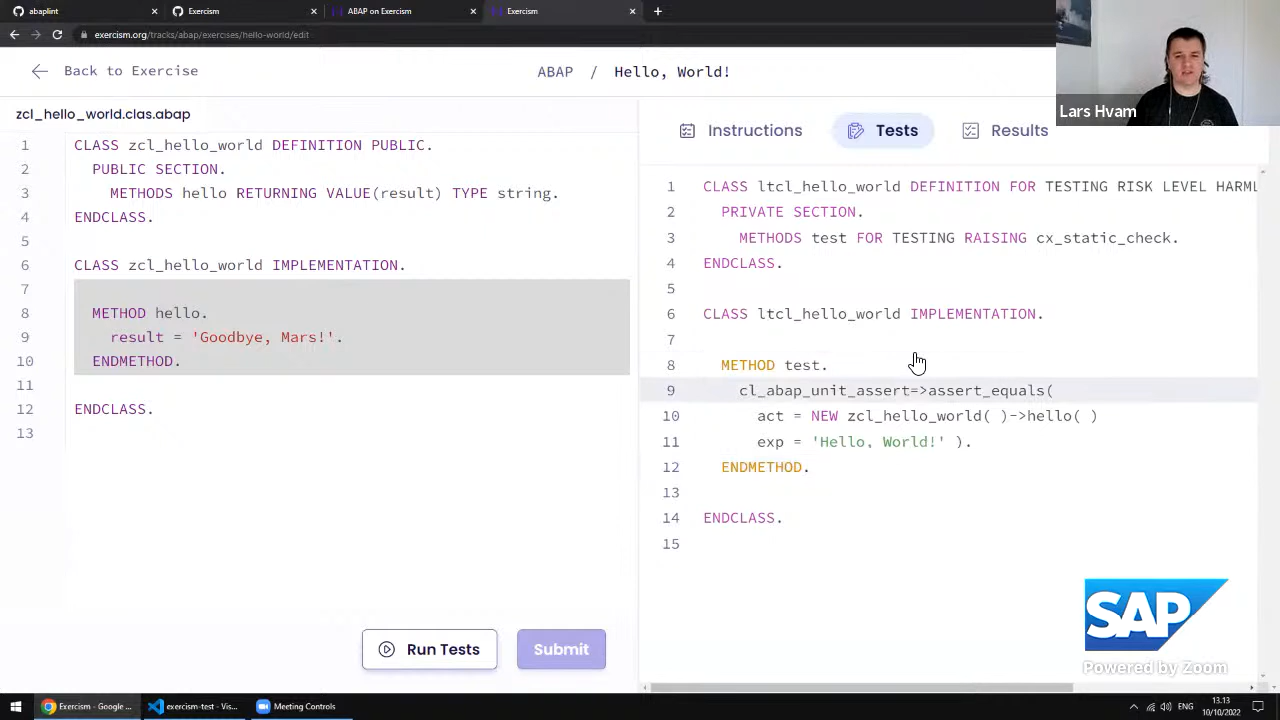 abaplint
Exercism
ABAP on Exercism
Exercism
exercism.org/tracks/abap/exercises/hello-world/edit
Back to Exercise
ABAP / Hello, World!
Lars Hvam
zcl_hello_world.clas.abap
1 CLASS zcl_hello_world DEFINITION PUBLIC.
2 PUBLIC SECTION.
3 METHODS hello RETURNING VALUE(result) TYPE string.
4 ENDCLASS.
5
6 CLASS zcl_hello_world IMPLEMENTATION.
7
8 METHOD hello.
9 result = 'Goodbye, Mars!'.
10 ENDMETHOD.
11
12 ENDCLASS.
13
Run Tests
Submit
Instructions
Tests
Results
1 CLASS ltcl_hello_world DEFINITION FOR TESTING RISK LEVEL HARML
2 PRIVATE SECTION.
3 METHODS test FOR TESTING RAISING cx_static_check.
4 ENDCLASS.
5
6 CLASS ltcl_hello_world IMPLEMENTATION.
7
8 METHOD test.
9 cl_abap_unit_assert=>assert_equals(
10 act = NEW zcl_hello_world( )->hello( )
11 exp = 'Hello, World!' ).
12 ENDMETHOD.
13
14 ENDCLASS.
15
SAP
Powered by Zoom
Exercism - Google ...
exercism-test - Vis...
Meeting Controls
ENG
13.13
10/10/2022